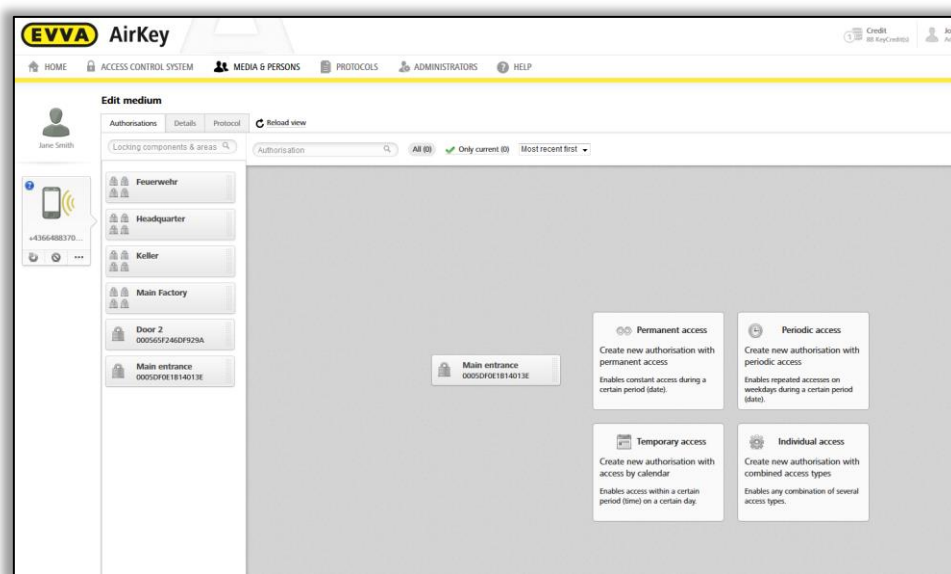 EVVA AirKey
Credit
88 KeyCredit(s)
HOME ACCESS CONTROL SYSTEM MEDIA & PERSONS PROTOCOLS ADMINISTRATORS HELP
Edit medium
Authorisations Details Protocol Reload view
Jane Smith
Locking components & areas
Authorisation All (0) Only current (0) Most recent first
+4366488370...
Feuerwehr
Headquarter
Keller
Main Factory
Door 2
000565F246DF929A
Main entrance
0005DF0E1814013E
Main entrance
0005DF0E1814013E
Permanent access
Create new authorisation with
permanent access
Enables constant access during a
certain period (date).
Periodic access
Create new authorisation with
periodic access
Enables repeated accesses on
weekdays during a certain period
(date).
Temporary access
Create new authorisation with
access by calendar
Enables access within a certain
period (time) on a certain day.
Individual access
Create new authorisation with
combined access types
Enables any combination of several
access types.